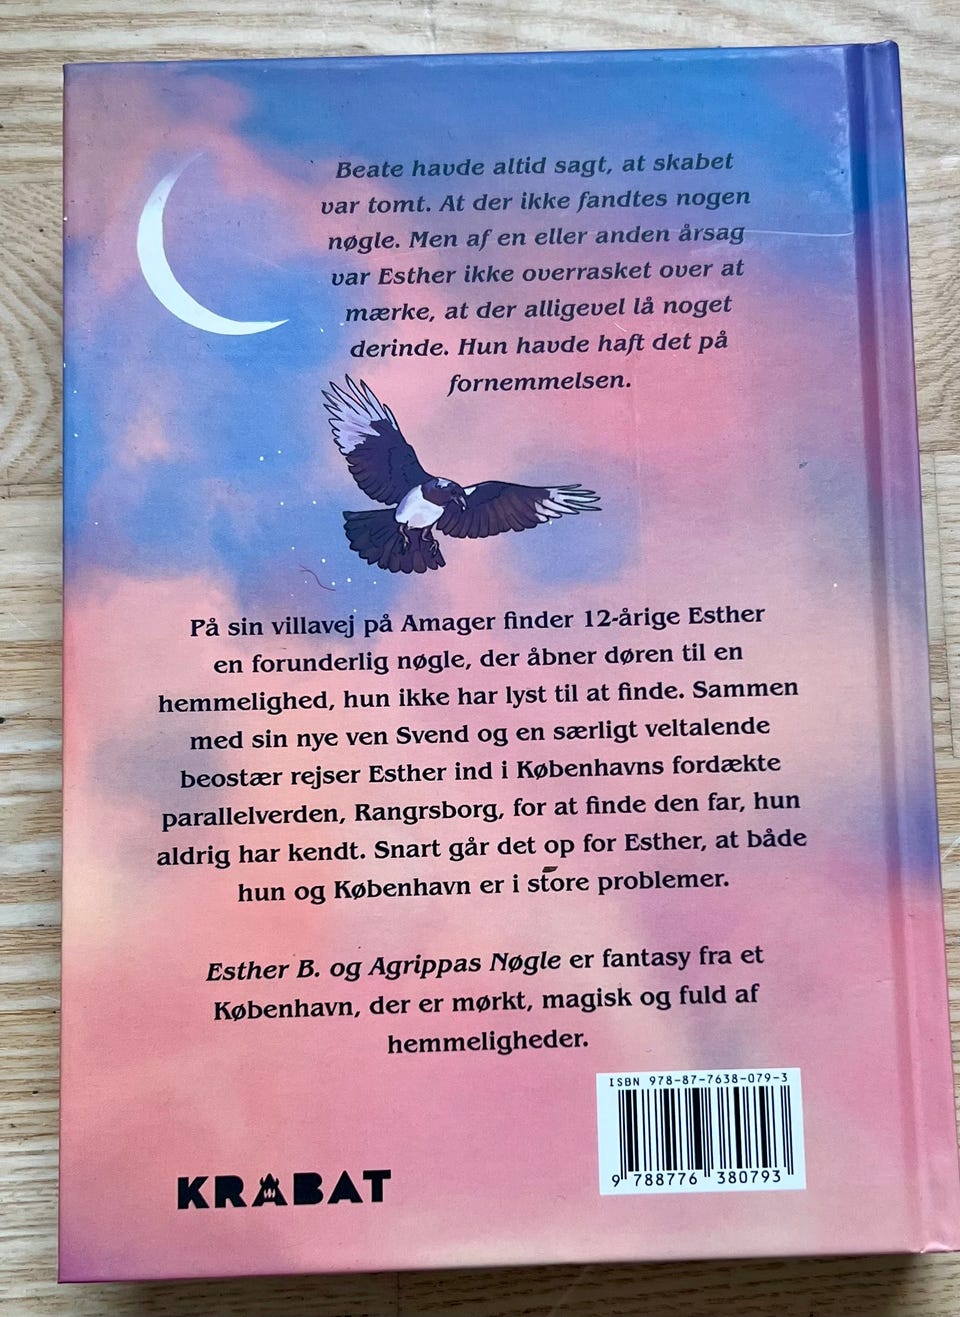 Beate havde altid sagt, at skabet
var tomt. At der ikke fandtes nogen
nøgle. Men af en eller anden årsag
var Esther ikke overrasket over at
mærke, at der alligevel lå noget
derinde. Hun havde haft det på
fornemmelsen.
På sin villavej på Amager finder 12-årige Esther
en forunderlig nøgle, der åbner døren til en
hemmelighed, hun ikke har lyst til at finde. Sammen
med sin nye ven Svend og en særligt veltalende
beostær rejser Esther ind i Københavns fordækte
parallelverden, Rangrsborg, for at finde den far, hun
aldrig har kendt. Snart går det op for Esther, at både
hun og København er i store problemer.
Esther B. og Agrippas Nøgle er fantasy fra et
København, der er mørkt, magisk og fuld af
hemmeligheder.
ISBN 978-87-7638-079-3
9 788776 380793
KRABAT